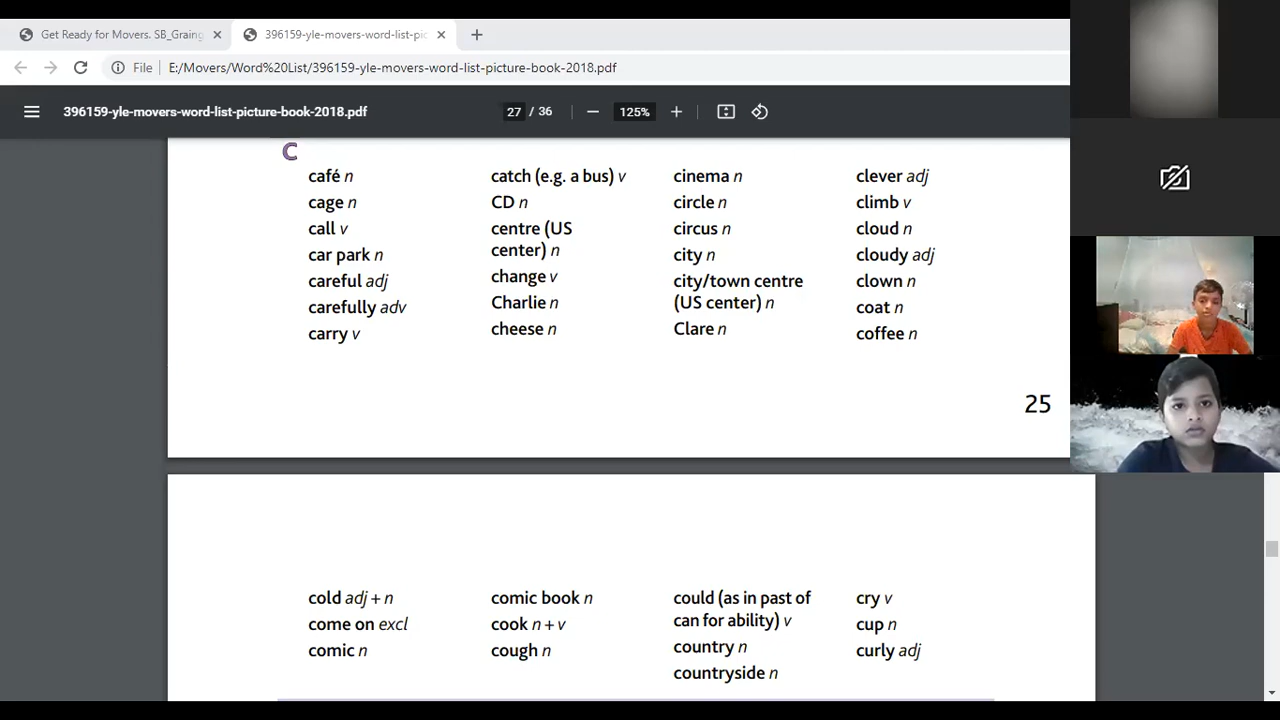 Get Ready for Movers. SB_Graing
396159-yle-movers-word-list-pic
File E:/Movers/Word%20List/396159-yle-movers-word-list-picture-book-2018.pdf
396159-yle-movers-word-list-picture-book-2018.pdf
27 / 36
125%
C
café n
cage n
call v
car park n
careful adj
carefully adv
carry v
catch (e.g. a bus) v
CD n
centre (US
center) n
change v
Charlie n
cheese n
cinema n
circle n
circus n
city n
city/town centre
(US center) n
Clare n
clever adj
climb v
cloud n
cloudy adj
clown n
coat n
coffee n
25
cold adj + n
come on excl
comic n
comic book n
cook n + v
cough n
could (as in past of
can for ability) v
country n
countryside n
cry v
cup n
curly adj